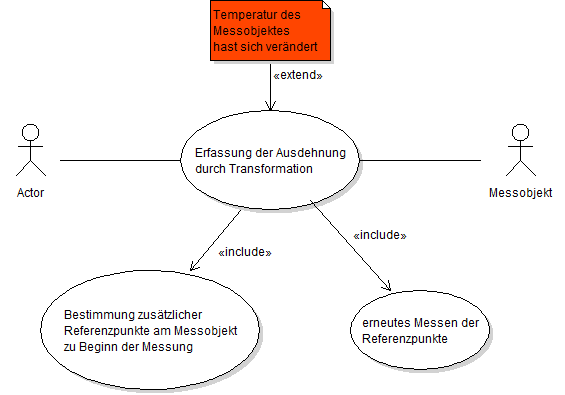 Temperatur des
Messobjektes
hast sich verändert
«extend»
Erfassung der Ausdehnung
durch Transformation
Actor
Messobjekt
«include»
«include»
Bestimmung zusätzlicher
Referenzpunkte am Messobjekt
zu Beginn der Messung
erneutes Messen der
Referenzpunkte